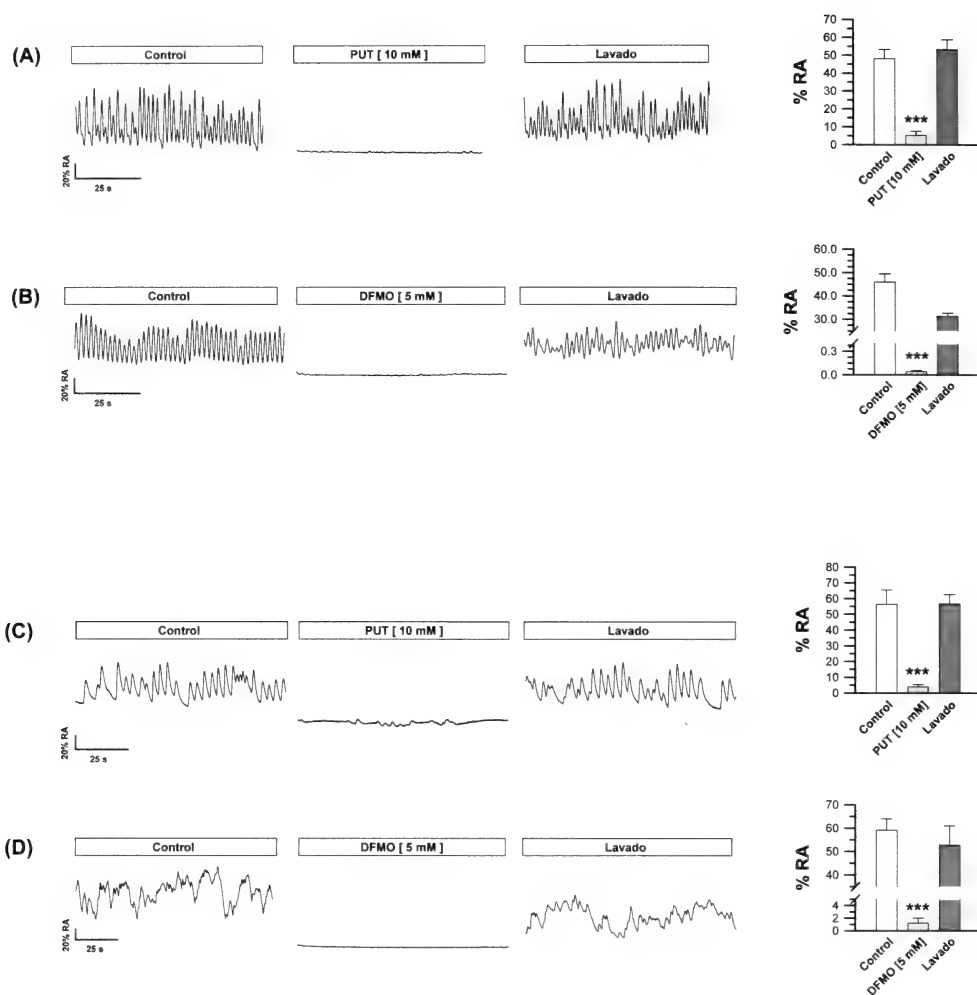 (A)
Control
PUT [ 10 mM ]
Lavado
20% RA
25 s
% RA
70
60
50
40
30
20
10
0
***
Control
PUT [10 mM]
Lavado
(B)
Control
DFMO [ 5 mM ]
Lavado
20% RA
25 s
% RA
60.0
50.0
40.0
30.0
0.3
0.0
***
Control
DFMO [5 mM]
Lavado
(C)
Control
PUT [ 10 mM ]
Lavado
20% RA
25 s
% RA
80
70
60
50
40
30
20
10
0
***
Control
PUT [10 mM]
Lavado
(D)
Control
DFMO [ 5 mM ]
Lavado
20% RA
25 s
% RA
70
60
50
40
4
2
0
***
Control
DFMO [5 mM]
Lavado